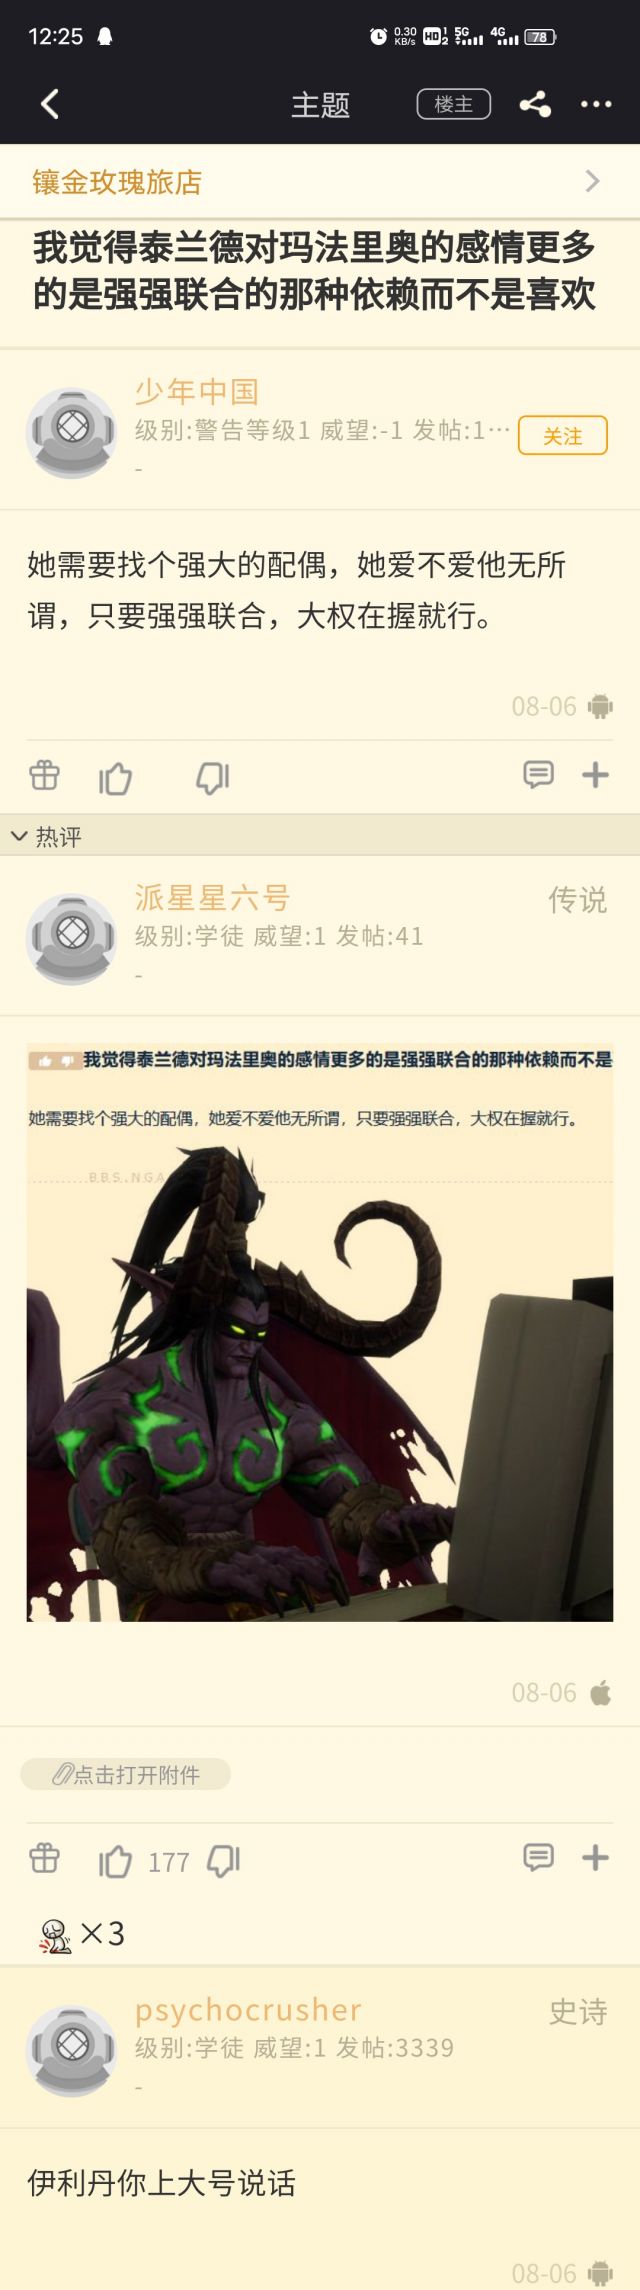 12:25
0.30 KB/s HD 1 2 5G 4G 78
主题
楼主
镶金玫瑰旅店
我觉得泰兰德对玛法里奥的感情更多
的是强强联合的那种依赖而不是喜欢
少年中国
级别:警告等级1 威望:-1 发帖:1…
关注
-
她需要找个强大的配偶，她爱不爱他无所
谓，只要强强联合，大权在握就行。
08-06
热评
派星星六号
传说
级别:学徒 威望:1 发帖:41
-
我觉得泰兰德对玛法里奥的感情更多的是强强联合的那种依赖而不是
她需要找个强大的配偶，她爱不爱他无所谓，只要强强联合，大权在握就行。
BBS.NGA
08-06
点击打开附件
177
×3
psychocrusher
史诗
级别:学徒 威望:1 发帖:3339
-
伊利丹你上大号说话
08-06